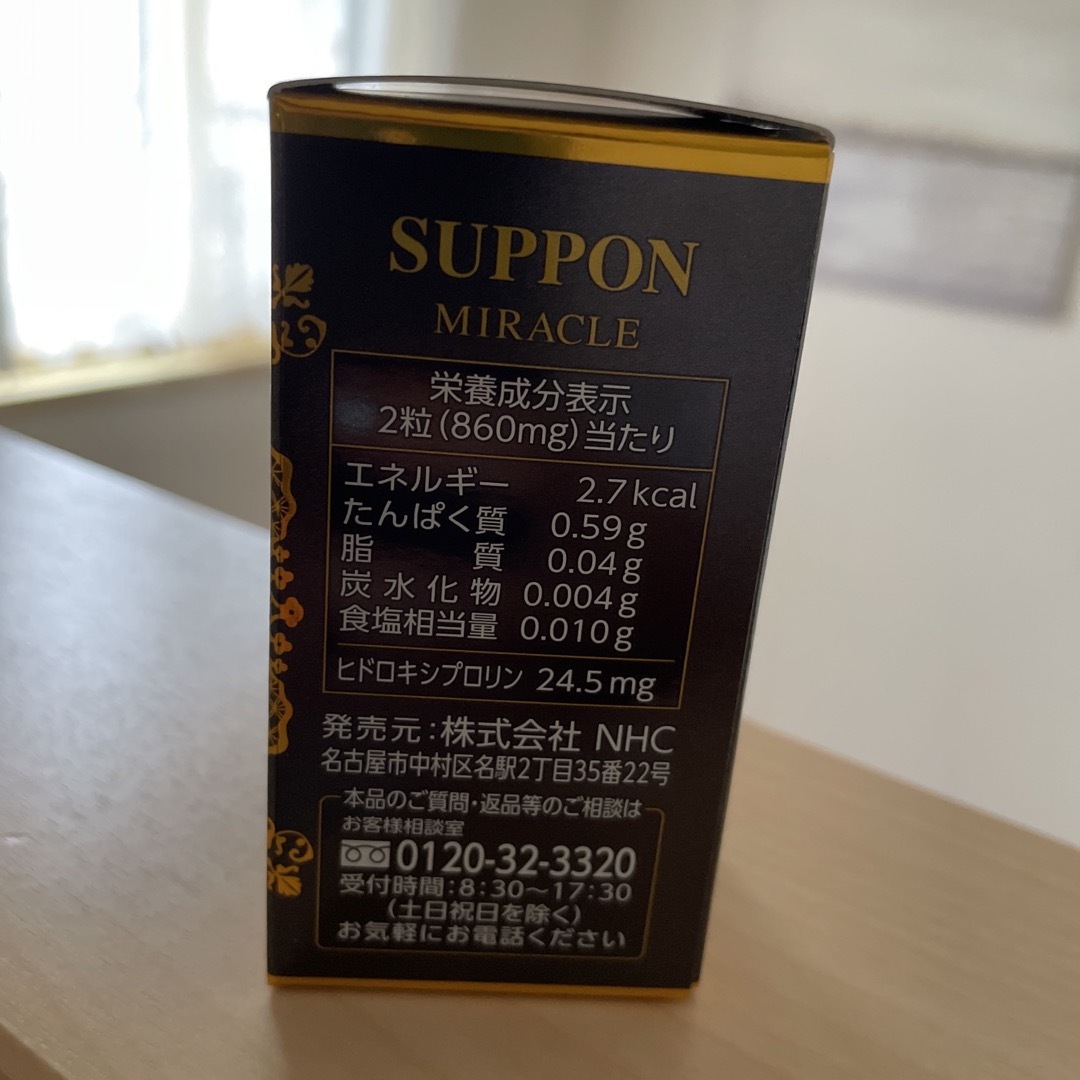 SUPPON
MIRACLE
栄養成分表示
2粒(860mg)当たり
エネルギー 2.7kcal
たんぱく質 0.59g
脂質 0.04g
炭水化物 0.004g
食塩相当量 0.010g
ヒドロキシプロリン 24.5mg
発売元:株式会社 NHC
名古屋市中村区名駅2丁目35番22号
本品のご質問・返品等のご相談は
お客様相談室
0120-32-3320
受付時間:8:30~17:30
(土日祝日を除く)
お気軽にお電話ください